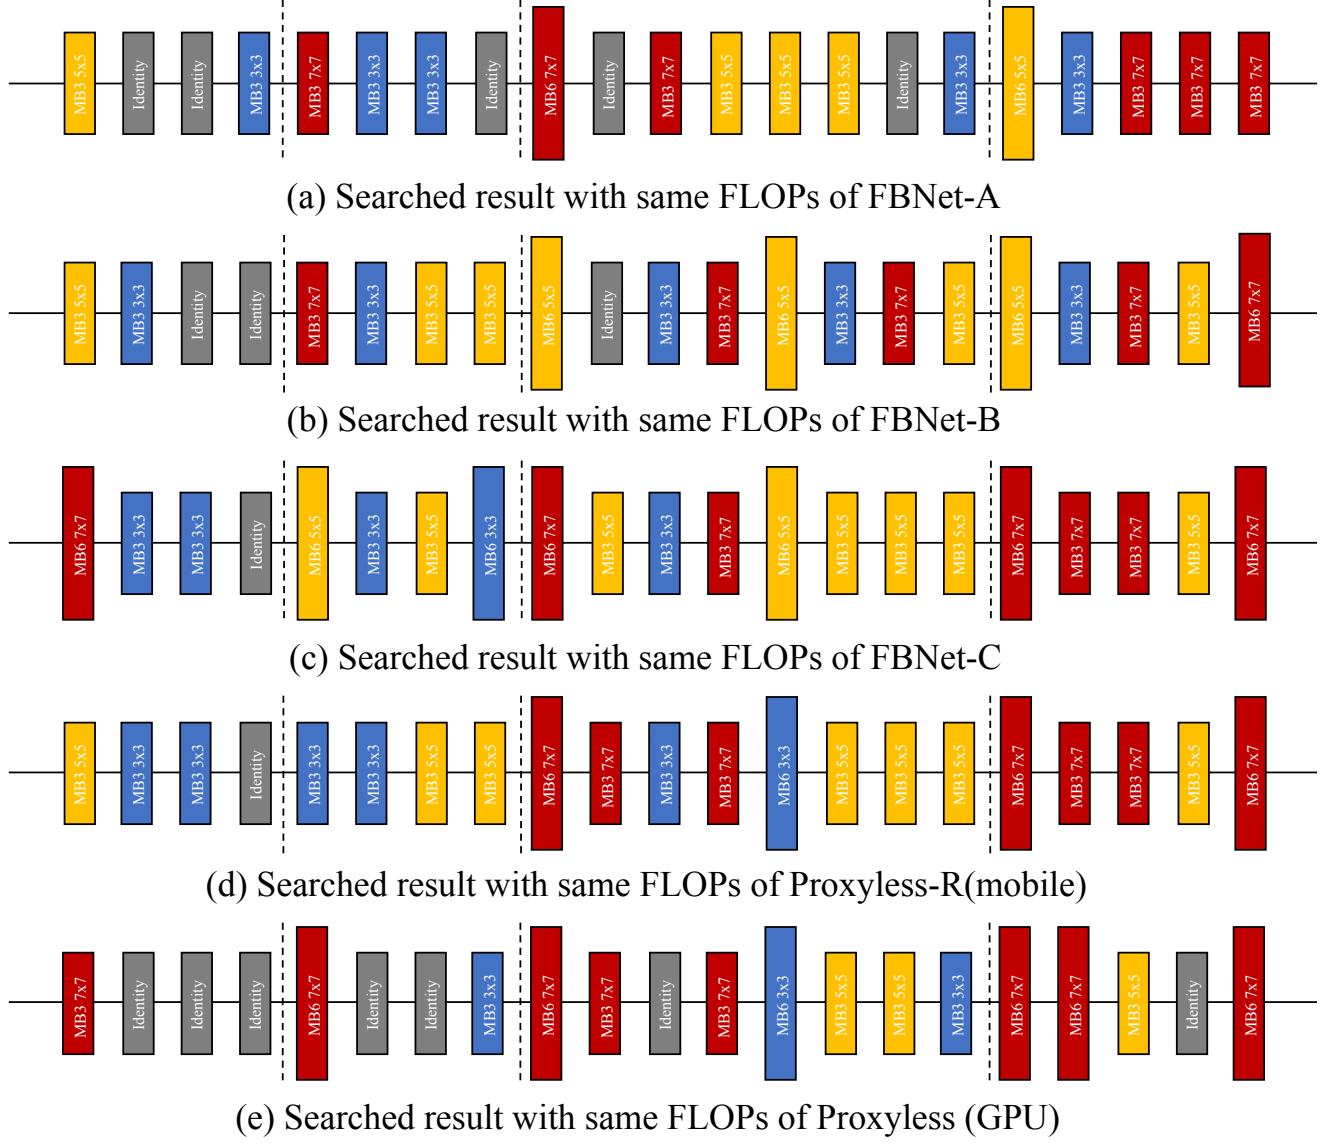 MB3 5x5
Identity
Identity
MB3 3x3
MB3 7x7
MB3 3x3
MB3 3x3
Identity
MB6 7x7
Identity
MB3 7x7
MB3 5x5
MB3 5x5
MB3 5x5
Identity
MB3 3x3
MB6 5x5
MB3 3x3
MB3 7x7
MB3 7x7
MB3 7x7
(a) Searched result with same FLOPs of FBNet-A
MB3 5x5
MB3 3x3
Identity
Identity
MB3 7x7
MB3 3x3
MB3 5x5
MB3 5x5
MB6 5x5
Identity
MB3 3x3
MB3 7x7
MB6 5x5
MB3 3x3
MB3 7x7
MB3 5x5
MB6 5x5
MB3 3x3
MB3 7x7
MB3 5x5
MB6 7x7
(b) Searched result with same FLOPs of FBNet-B
MB6 7x7
MB3 3x3
MB3 3x3
Identity
MB6 5x5
MB3 3x3
MB3 5x5
MB6 3x3
MB6 7x7
MB3 5x5
MB3 3x3
MB3 7x7
MB6 5x5
MB3 5x5
MB3 5x5
MB3 5x5
MB6 7x7
MB3 7x7
MB3 7x7
MB3 5x5
MB6 7x7
(c) Searched result with same FLOPs of FBNet-C
MB3 5x5
MB3 3x3
MB3 3x3
Identity
MB3 3x3
MB3 3x3
MB3 5x5
MB3 5x5
MB6 7x7
MB3 7x7
MB3 3x3
MB3 7x7
MB6 3x3
MB3 5x5
MB3 5x5
MB3 5x5
MB6 7x7
MB3 7x7
MB3 7x7
MB3 5x5
MB6 7x7
(d) Searched result with same FLOPs of Proxyless-R(mobile)
MB3 7x7
Identity
Identity
Identity
MB6 7x7
Identity
Identity
MB3 3x3
MB6 7x7
MB3 7x7
Identity
MB3 7x7
MB6 3x3
MB3 5x5
MB3 5x5
MB3 3x3
MB6 7x7
MB6 7x7
MB3 5x5
Identity
MB6 7x7
(e) Searched result with same FLOPs of Proxyless (GPU)